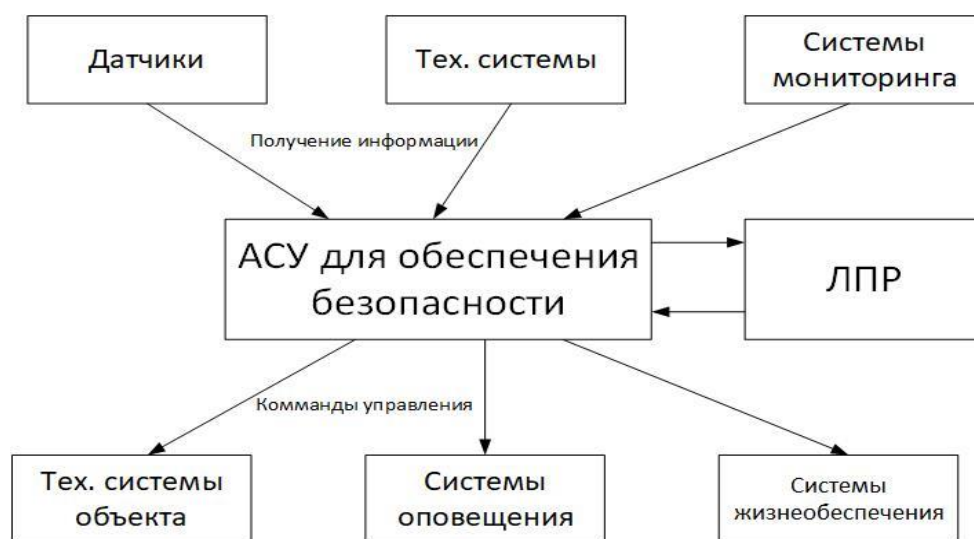 Датчики
Тех. системы
Системы
мониторинга
Получение информации
АСУ для обеспечения
безопасности
ЛПР
Комманды управления
Тех. системы
объекта
Системы
оповещения
Системы
жизнеобеспечения